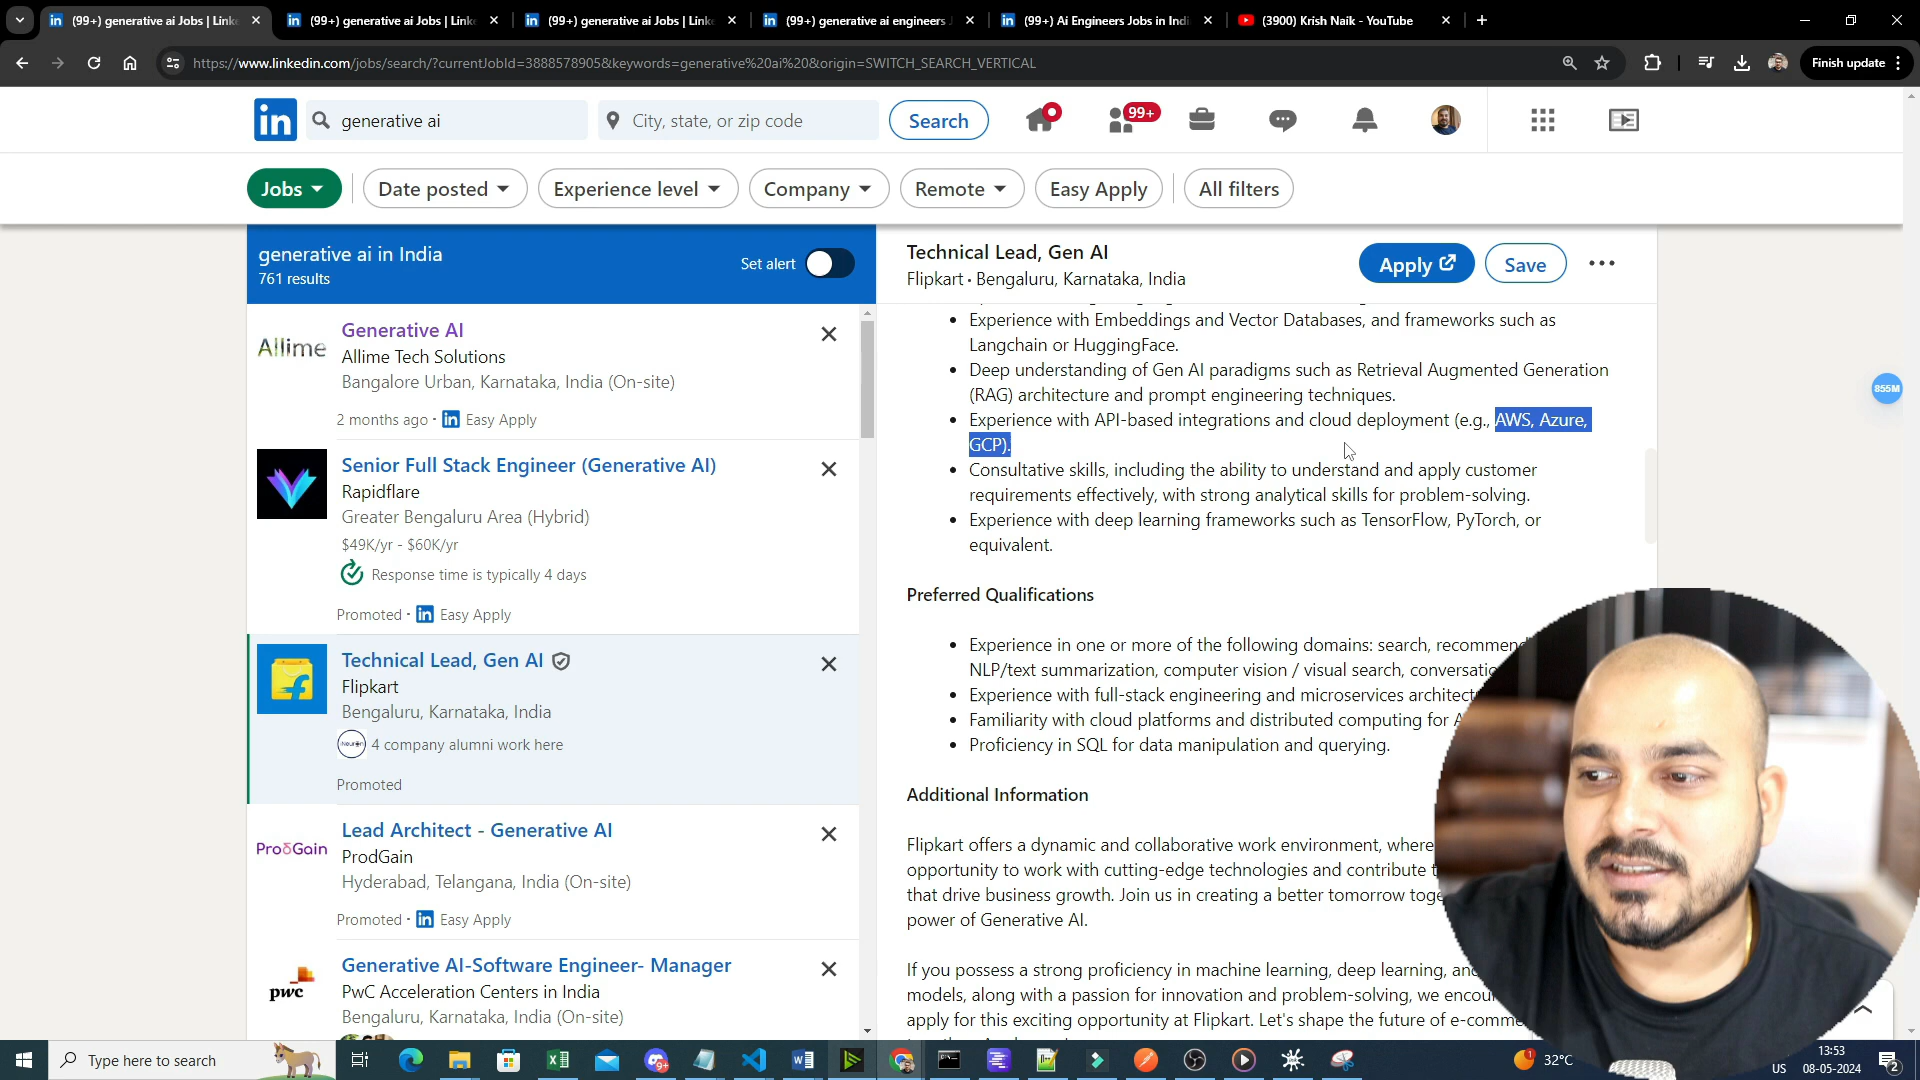 (99+) generative ai Jobs | Link
(99+) generative ai Jobs | Link
(99+) generative ai Jobs | Link
(99+) generative ai engineers
(99+) Ai Engineers Jobs in Indi
(3900) Krish Naik - YouTube
https://www.linkedin.com/jobs/search/?currentJobId=3888578905&keywords=generative%20ai%20&origin=SWITCH_SEARCH_VERTICAL
Finish update
in
generative ai
City, state, or zip code
Search
99+
Jobs
Date posted
Experience level
Company
Remote
Easy Apply
All filters
generative ai in India
761 results
Set alert
Allime
Generative AI
Allime Tech Solutions
Bangalore Urban, Karnataka, India (On-site)
2 months ago · in Easy Apply
Senior Full Stack Engineer (Generative AI)
Rapidflare
Greater Bengaluru Area (Hybrid)
$49K/yr - $60K/yr
Response time is typically 4 days
Promoted · in Easy Apply
Technical Lead, Gen AI
Flipkart
Bengaluru, Karnataka, India
4 company alumni work here
Promoted
ProdGain
Lead Architect - Generative AI
ProdGain
Hyderabad, Telangana, India (On-site)
Promoted · in Easy Apply
pwc
Generative AI-Software Engineer- Manager
PwC Acceleration Centers in India
Bengaluru, Karnataka, India (On-site)
Technical Lead, Gen AI
Flipkart · Bengaluru, Karnataka, India
Apply
Save
• Experience with Embeddings and Vector Databases, and frameworks such as
Langchain or HuggingFace.
• Deep understanding of Gen AI paradigms such as Retrieval Augmented Generation
(RAG) architecture and prompt engineering techniques.
• Experience with API-based integrations and cloud deployment (e.g., AWS, Azure,
GCP).
• Consultative skills, including the ability to understand and apply customer
requirements effectively, with strong analytical skills for problem-solving.
• Experience with deep learning frameworks such as TensorFlow, PyTorch, or
equivalent.
Preferred Qualifications
• Experience in one or more of the following domains: search, recommend
NLP/text summarization, computer vision / visual search, conversatio
• Experience with full-stack engineering and microservices architect
• Familiarity with cloud platforms and distributed computing for A
• Proficiency in SQL for data manipulation and querying.
Additional Information
Flipkart offers a dynamic and collaborative work environment, where
opportunity to work with cutting-edge technologies and contribute t
that drive business growth. Join us in creating a better tomorrow toge
power of Generative AI.
If you possess a strong proficiency in machine learning, deep learning, and
models, along with a passion for innovation and problem-solving, we encou
apply for this exciting opportunity at Flipkart. Let's shape the future of e-comme
855M
Type here to search
9+
32°C
US
13:53
08-05-2024
2